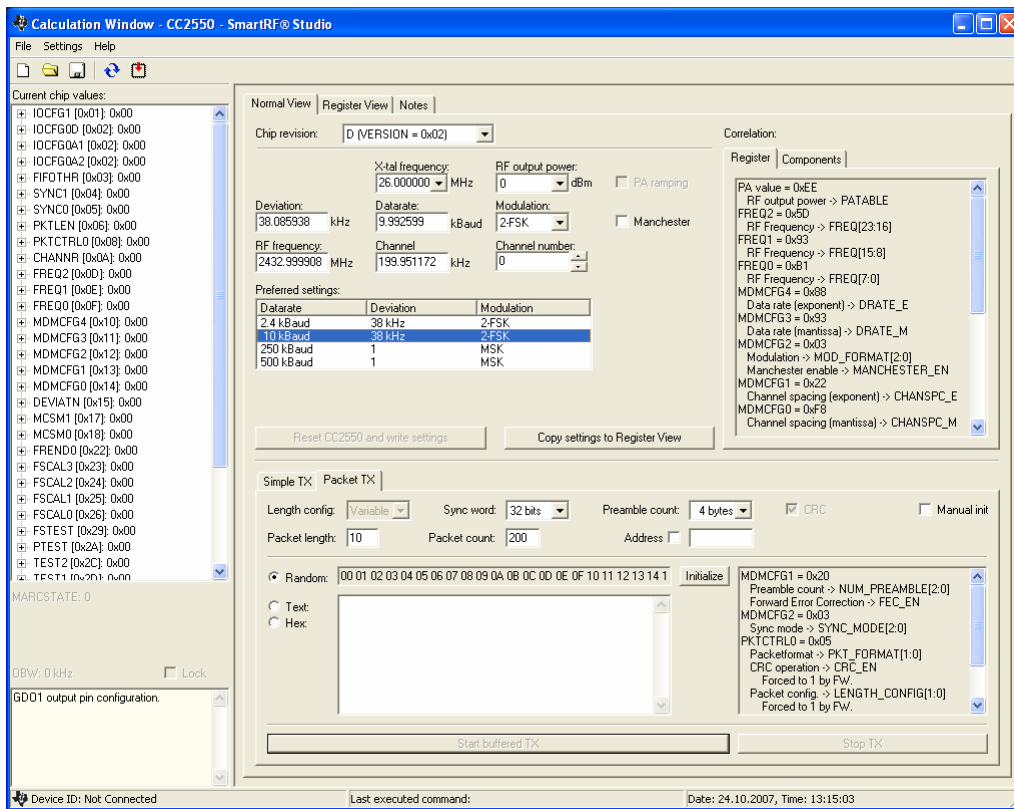 Calculation Window - CC2550 - SmartRF® Studio
File Settings Help
Current chip values:
IOCFG1 [0x01]: 0x00
IOCFG0D [0x02]: 0x00
IOCFG0A1 [0x02]: 0x00
IOCFG0A2 [0x02]: 0x00
FIFOTHR [0x03]: 0x00
SYNC1 [0x04]: 0x00
SYNC0 [0x05]: 0x00
PKTLEN [0x06]: 0x00
PKTCTRL0 [0x08]: 0x00
CHANNR [0x0A]: 0x00
FREQ2 [0x0D]: 0x00
FREQ1 [0x0E]: 0x00
FREQ0 [0x0F]: 0x00
MDMCFG4 [0x10]: 0x00
MDMCFG3 [0x11]: 0x00
MDMCFG2 [0x12]: 0x00
MDMCFG1 [0x13]: 0x00
MDMCFG0 [0x14]: 0x00
DEVIATN [0x15]: 0x00
MCSM1 [0x17]: 0x00
MCSM0 [0x18]: 0x00
FREND0 [0x22]: 0x00
FSCAL3 [0x23]: 0x00
FSCAL2 [0x24]: 0x00
FSCAL1 [0x25]: 0x00
FSCAL0 [0x26]: 0x00
FSTEST [0x29]: 0x00
PTEST [0x2A]: 0x00
TEST2 [0x2C]: 0x00
TEST1 [0x2D]: 0x00
MARCSTATE: 0
OBW: 0 kHz Lock
GDO1 output pin configuration.
Normal View Register View Notes
Chip revision: D (VERSION = 0x02)
X-tal frequency: RF output power:
26.000000 MHz 0 dBm PA ramping
Deviation: Datarate: Modulation:
38.085938 kHz 9.992599 kBaud 2-FSK Manchester
RF frequency: Channel Channel number:
2432.999908 MHz 199.951172 kHz 0
Preferred settings:
Datarate Deviation Modulation
2.4 kBaud 38 kHz 2-FSK
10 kBaud 38 kHz 2-FSK
250 kBaud 1 MSK
500 kBaud 1 MSK
Reset CC2550 and write settings Copy settings to Register View
Correlation:
Register Components
PA value = 0xEE
RF output power -> PATABLE
FREQ2 = 0x5D
RF Frequency -> FREQ[23:16]
FREQ1 = 0x93
RF Frequency -> FREQ[15:8]
FREQ0 = 0xB1
RF Frequency -> FREQ[7:0]
MDMCFG4 = 0x88
Data rate (exponent) -> DRATE_E
MDMCFG3 = 0x93
Data rate (mantissa) -> DRATE_M
MDMCFG2 = 0x03
Modulation -> MOD_FORMAT[2:0]
Manchester enable -> MANCHESTER_EN
MDMCFG1 = 0x22
Channel spacing (exponent) -> CHANSPC_E
MDMCFG0 = 0xF8
Channel spacing (mantissa) -> CHANSPC_M
Simple TX Packet TX
Length config: Variable Sync word: 32 bits Preamble count: 4 bytes CRC Manual init
Packet length: 10 Packet count: 200 Address
Random: 00 01 02 03 04 05 06 07 08 09 0A 0B 0C 0D 0E 0F 10 11 12 13 14 1 Initialize
Text:
Hex:
MDMCFG1 = 0x20
Preamble count -> NUM_PREAMBLE[2:0]
Forward Error Correction -> FEC_EN
MDMCFG2 = 0x03
Sync mode -> SYNC_MODE[2:0]
PKTCTRL0 = 0x05
Packetformat -> PKT_FORMAT[1:0]
CRC operation -> CRC_EN
Forced to 1 by FW.
Packet config. -> LENGTH_CONFIG[1:0]
Forced to 1 by FW.
Start buffered TX Stop TX
Device ID: Not Connected Last executed command: Date: 24.10.2007, Time: 13:15:03